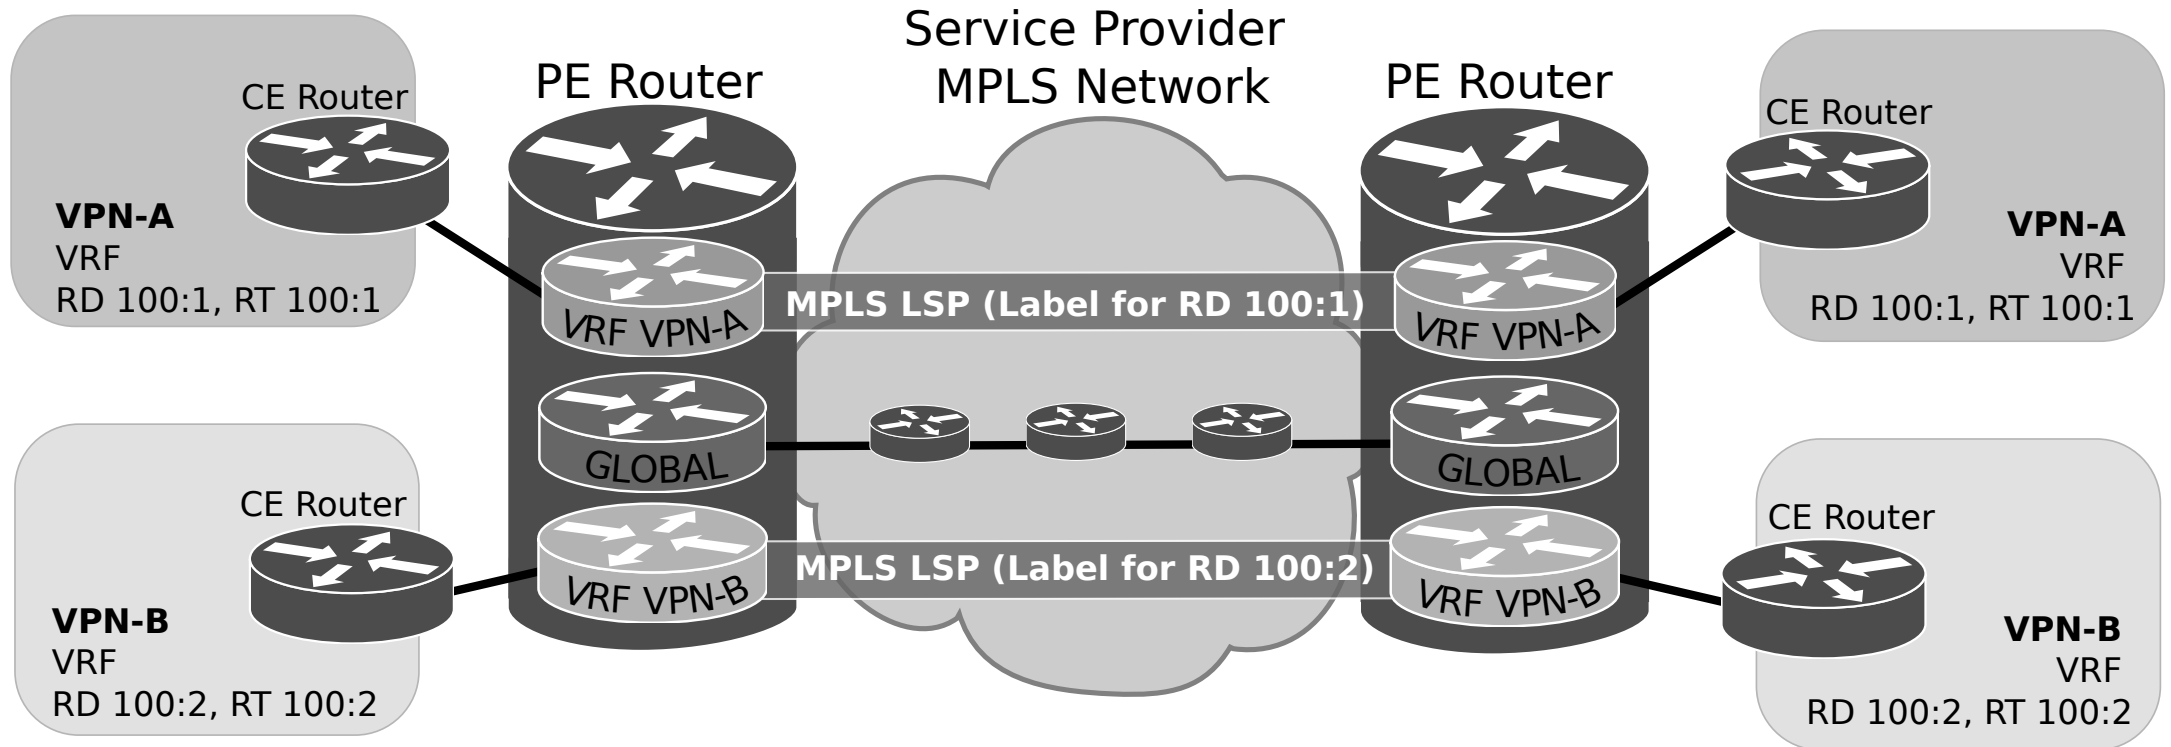 Service Provider
MPLS Network
PE Router
PE Router
CE Router
VPN-A
VRF
RD 100:1, RT 100:1
CE Router
VPN-A
VRF
RD 100:1, RT 100:1
VRF VPN-A
MPLS LSP (Label for RD 100:1)
VRF VPN-A
GLOBAL
GLOBAL
VRF VPN-B
MPLS LSP (Label for RD 100:2)
VRF VPN-B
CE Router
VPN-B
VRF
RD 100:2, RT 100:2
CE Router
VPN-B
VRF
RD 100:2, RT 100:2